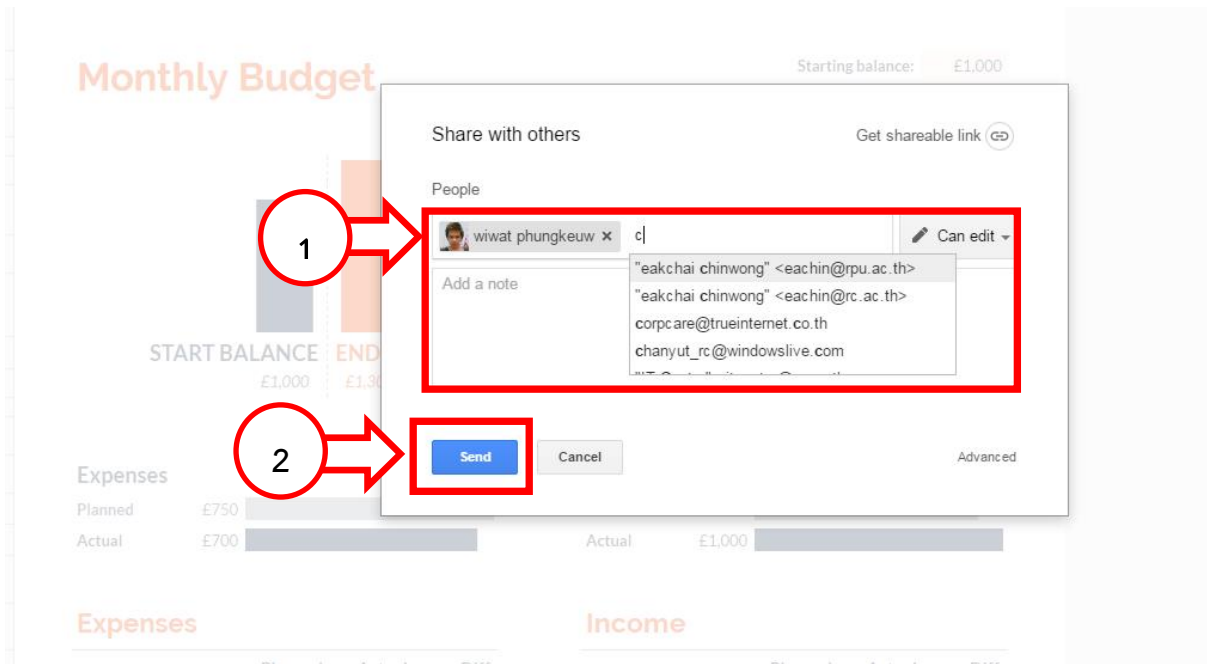 Monthly Budget
Starting balance: £1,000
Share with others
Get shareable link
People
1
wiwat phungkeuw × c
Can edit
Add a note
"eakchai chinwong" <eachin@rpu.ac.th>
"eakchai chinwong" <eachin@rc.ac.th>
corpcare@trueinternet.co.th
chanyut_rc@windowslive.com
START BALANCE
END
£1,000
2
Send
Cancel
Advanced
Expenses
Planned £750
Actual £700
Actual £1,000
Expenses
Income